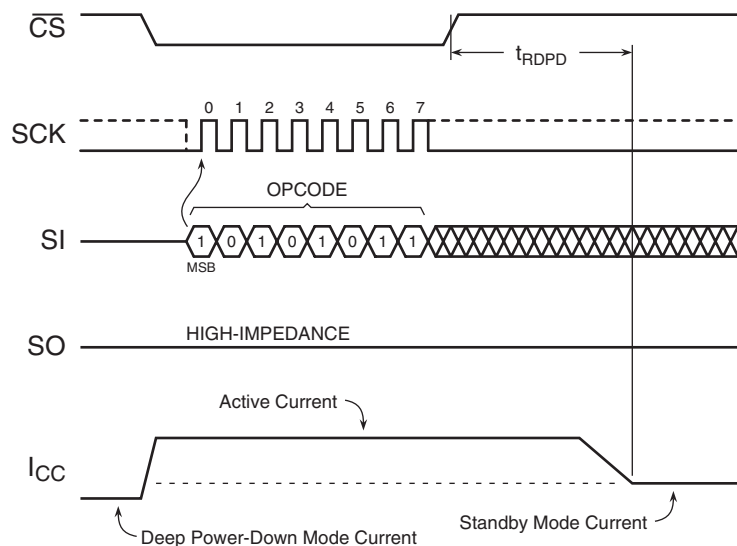 CS
tRDPD
0 1 2 3 4 5 6 7
SCK
OPCODE
SI
1 0 1 0 1 0 1 1
MSB
HIGH-IMPEDANCE
SO
Active Current
ICC
Standby Mode Current
Deep Power-Down Mode Current